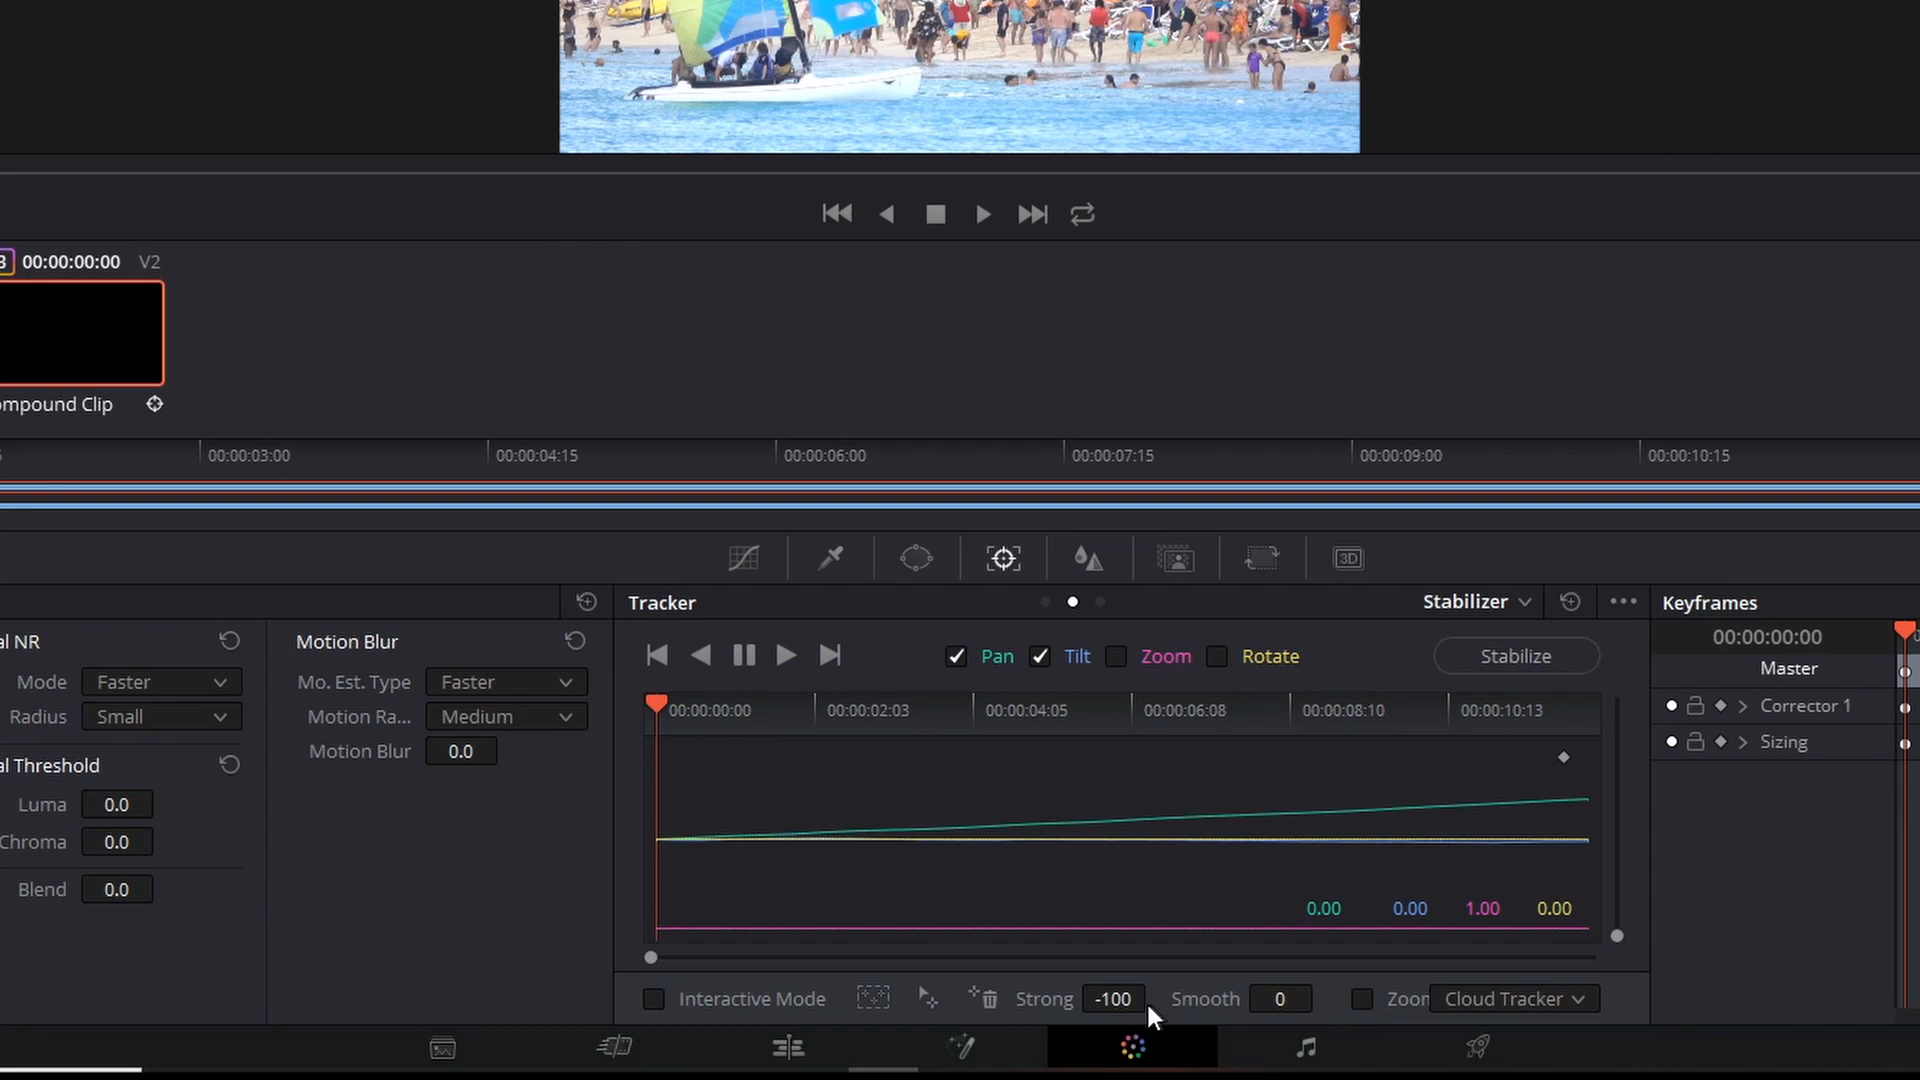 00:00:00:00 V2
ompound Clip
00:00:03:00 00:00:04:15 00:00:06:00 00:00:07:15 00:00:09:00 00:00:10:15
3D
Tracker Stabilizer Keyframes
al NR
Mode Faster
Radius Small
al Threshold
Luma 0.0
Chroma 0.0
Blend 0.0
Motion Blur
Mo. Est. Type Faster
Motion Ra... Medium
Motion Blur 0.0
Pan Tilt Zoom Rotate Stabilize
00:00:00:00 00:00:02:03 00:00:04:05 00:00:06:08 00:00:08:10 00:00:10:13
0.00 0.00 1.00 0.00
Interactive Mode Strong -100 Smooth 0 Zoom Cloud Tracker
00:00:00:00
Master
Corrector 1
Sizing